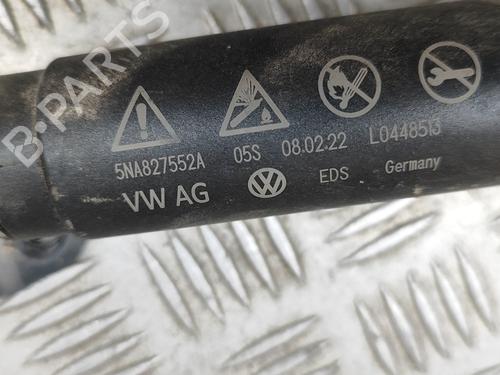 B-PARTS
5NA827552A 05S 08.02.22 L0448513
VW AG EDS Germany